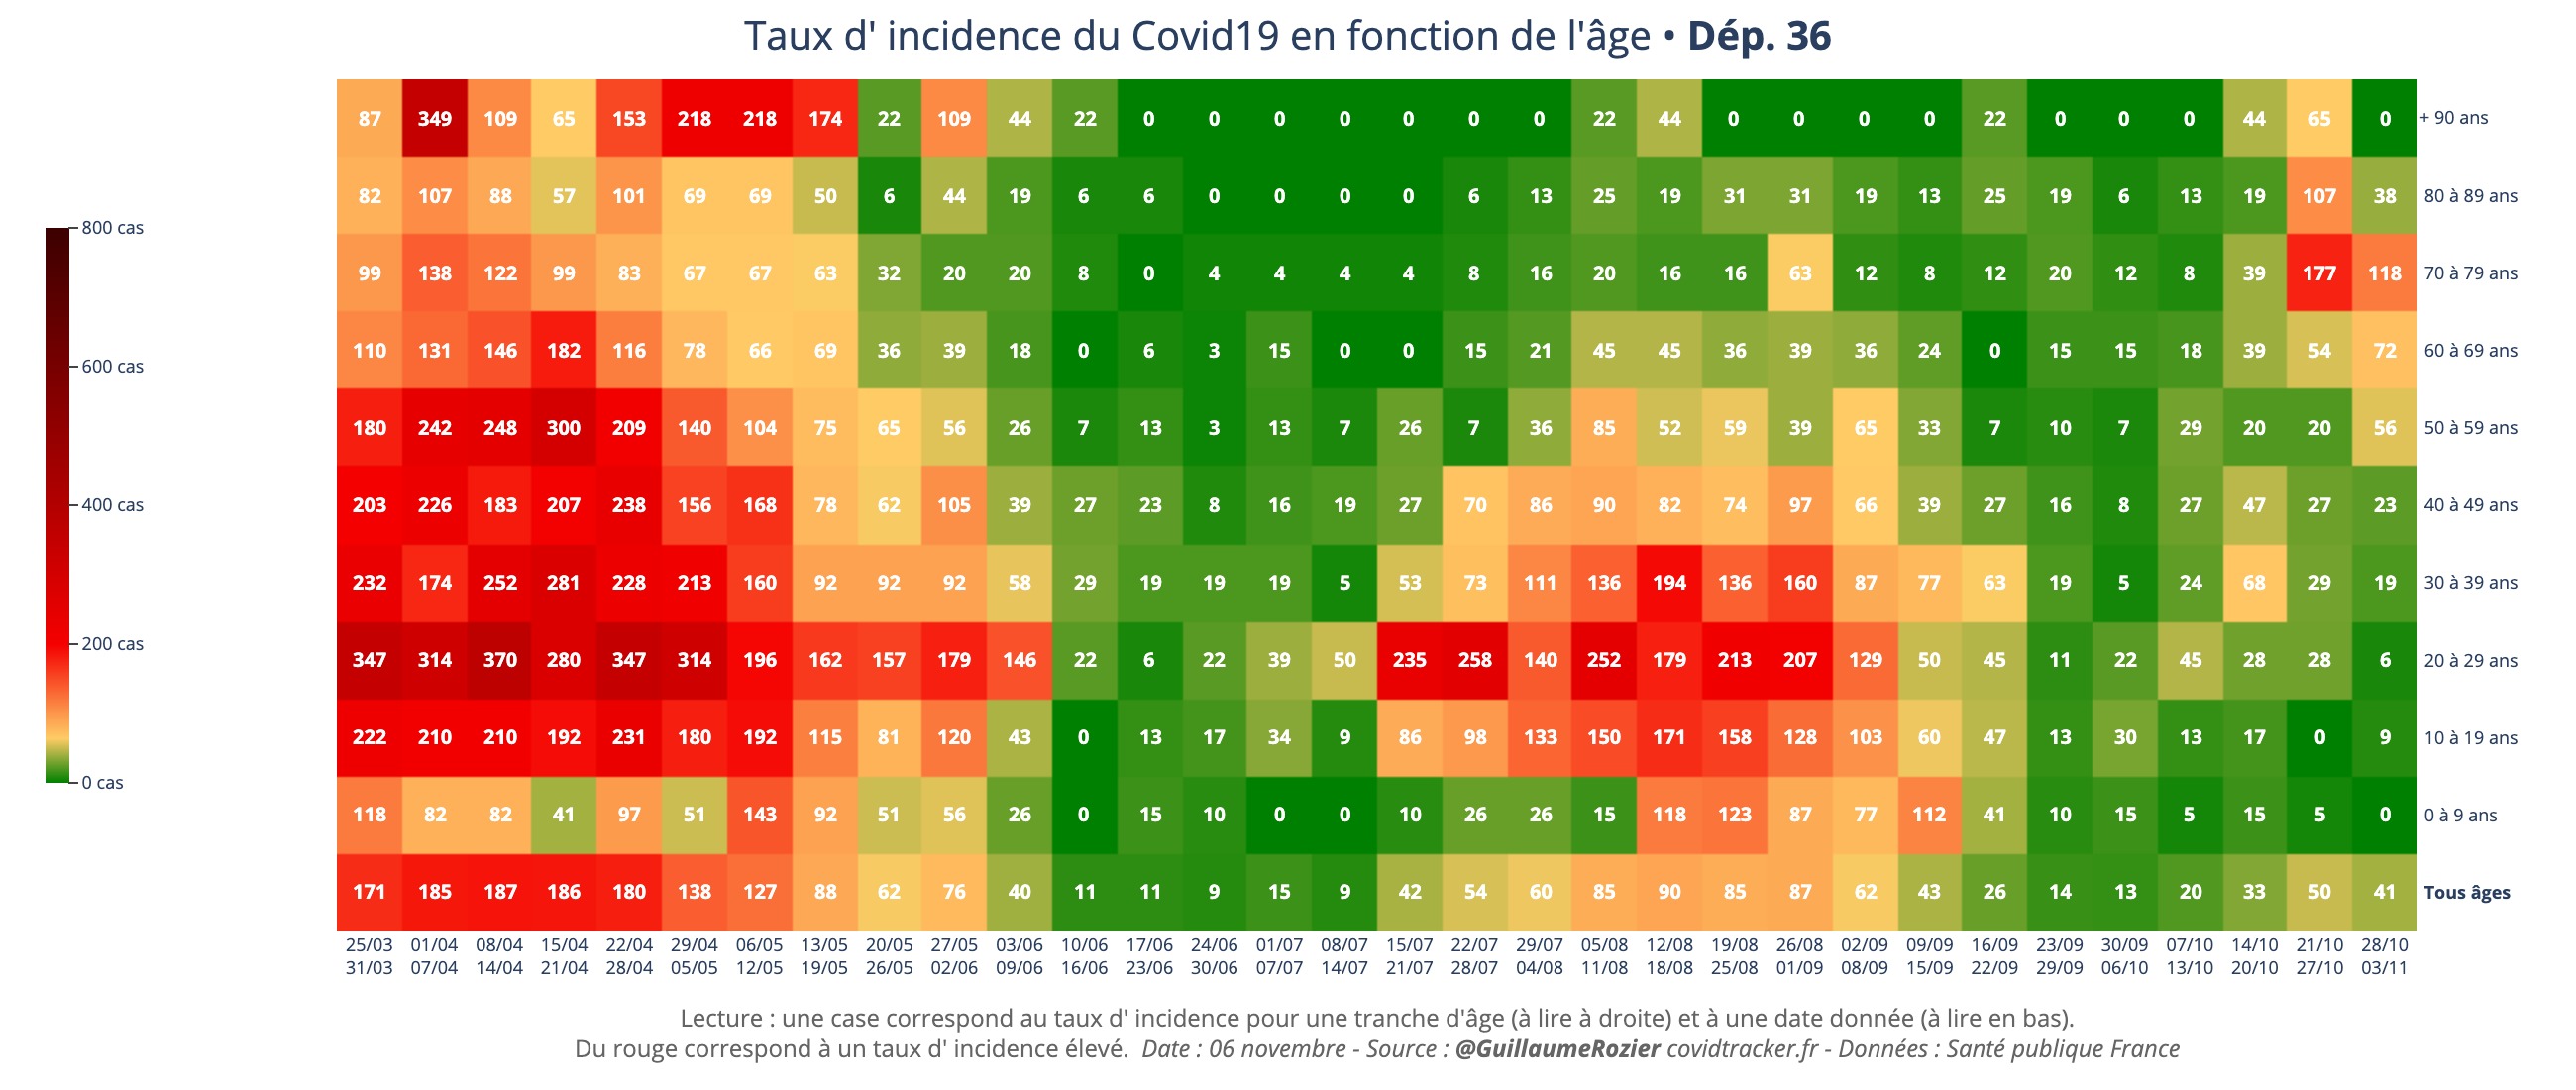 Taux d' incidence du Covid19 en fonction de l'âge • Dép. 36
87 349 109 65 153 218 218 174 22 109 44 22 0 0 0 0 0 0 0 22 44 0 0 0 0 22 0 0 0 44 65 0 + 90 ans
82 107 88 57 101 69 69 50 6 44 19 6 6 0 0 0 0 6 13 25 19 31 31 19 13 25 19 6 13 19 107 38 80 à 89 ans
800 cas
99 138 122 99 83 67 67 63 32 20 20 8 0 4 4 4 4 8 16 20 16 16 63 12 8 12 20 12 8 39 177 118 70 à 79 ans
110 131 146 182 116 78 66 69 36 39 18 0 6 3 15 0 0 15 21 45 45 36 39 36 24 0 15 15 18 39 54 72 60 à 69 ans
600 cas
180 242 248 300 209 140 104 75 65 56 26 7 13 3 13 7 26 7 36 85 52 59 39 65 33 7 10 7 29 20 20 56 50 à 59 ans
400 cas
203 226 183 207 238 156 168 78 62 105 39 27 23 8 16 19 27 70 86 90 82 74 97 66 39 27 16 8 27 47 27 23 40 à 49 ans
232 174 252 281 228 213 160 92 92 92 58 29 19 19 19 5 53 73 111 136 194 136 160 87 77 63 19 5 24 68 29 19 30 à 39 ans
200 cas
347 314 370 280 347 314 196 162 157 179 146 22 6 22 39 50 235 258 140 252 179 213 207 129 50 45 11 22 45 28 28 6 20 à 29 ans
222 210 210 192 231 180 192 115 81 120 43 0 13 17 34 9 86 98 133 150 171 158 128 103 60 47 13 30 13 17 0 9 10 à 19 ans
0 cas
118 82 82 41 97 51 143 92 51 56 26 0 15 10 0 0 10 26 26 15 118 123 87 77 112 41 10 15 5 15 5 0 0 à 9 ans
171 185 187 186 180 138 127 88 62 76 40 11 11 9 15 9 42 54 60 85 90 85 87 62 43 26 14 13 20 33 50 41 Tous âges
25/03 01/04 08/04 15/04 22/04 29/04 06/05 13/05 20/05 27/05 03/06 10/06 17/06 24/06 01/07 08/07 15/07 22/07 29/07 05/08 12/08 19/08 26/08 02/09 09/09 16/09 23/09 30/09 07/10 14/10 21/10 28/10
31/03 07/04 14/04 21/04 28/04 05/05 12/05 19/05 26/05 02/06 09/06 16/06 23/06 30/06 07/07 14/07 21/07 28/07 04/08 11/08 18/08 25/08 01/09 08/09 15/09 22/09 29/09 06/10 13/10 20/10 27/10 03/11
Lecture : une case correspond au taux d' incidence pour une tranche d'âge (à lire à droite) et à une date donnée (à lire en bas).
Du rouge correspond à un taux d' incidence élevé. Date : 06 novembre - Source : @GuillaumeRozier covidtracker.fr - Données : Santé publique France